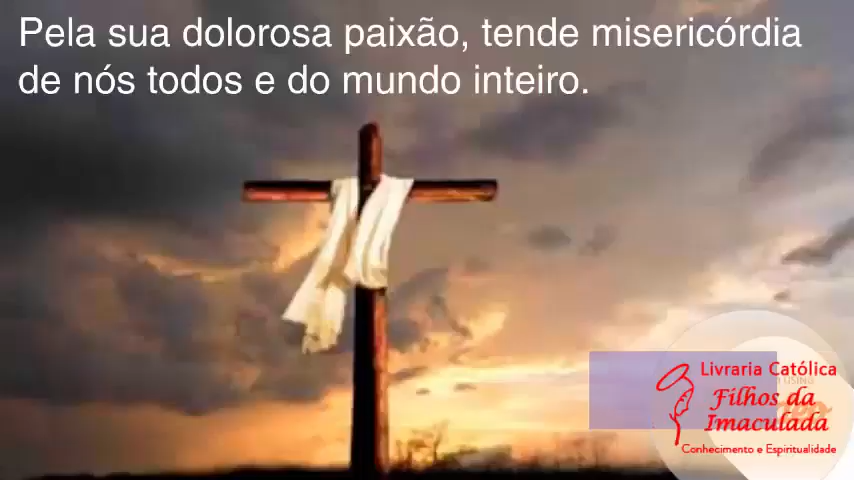 Pela sua dolorosa paixão, tende misericórdia
de nós todos e do mundo inteiro.
Livraria Católica
Filhos da
Imaculada
Conhecimento e Espiritualidade